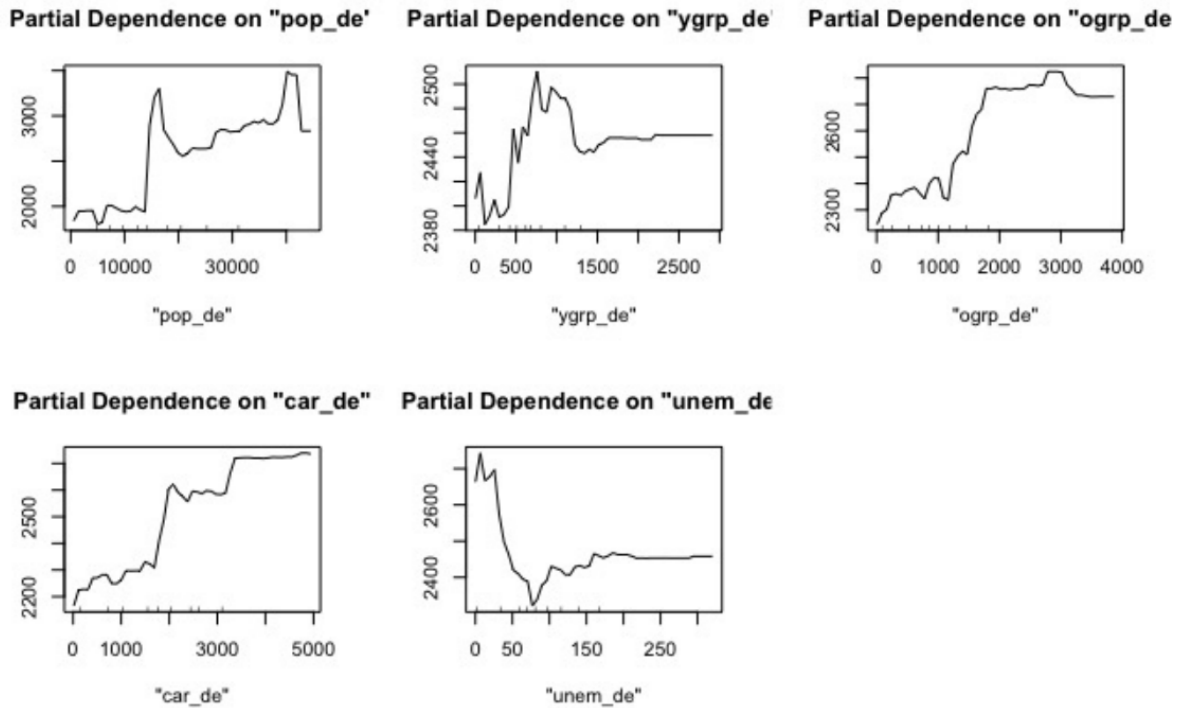 Partial Dependence on "pop_de'
Partial Dependence on "ygrp_de'
Partial Dependence on "ogrp_de
3000
2000
0 10000 30000
"pop_de"
2500
2440
2380
0 500 1500 2500
"ygrp_de"
2600
2300
0 1000 2000 3000 4000
"ogrp_de"
Partial Dependence on "car_de"
Partial Dependence on "unem_de
2500
2200
0 1000 3000 5000
"car_de"
2600
2400
0 50 150 250
"unem_de"